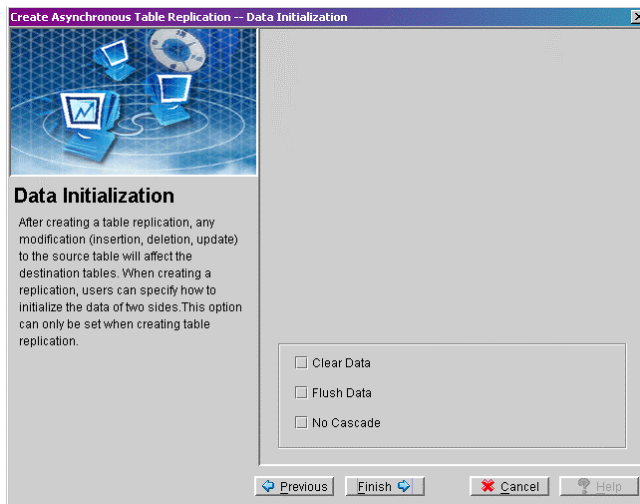 Create Asynchronous Table Replication -- Data Initialization
Data Initialization
After creating a table replication, any
modification (insertion, deletion, update)
to the source table will affect the
destination tables. When creating a
replication, users can specify how to
initialize the data of two sides.This option
can only be set when creating table
replication.
Clear Data
Flush Data
No Cascade
Previous
Finish
Cancel
Help